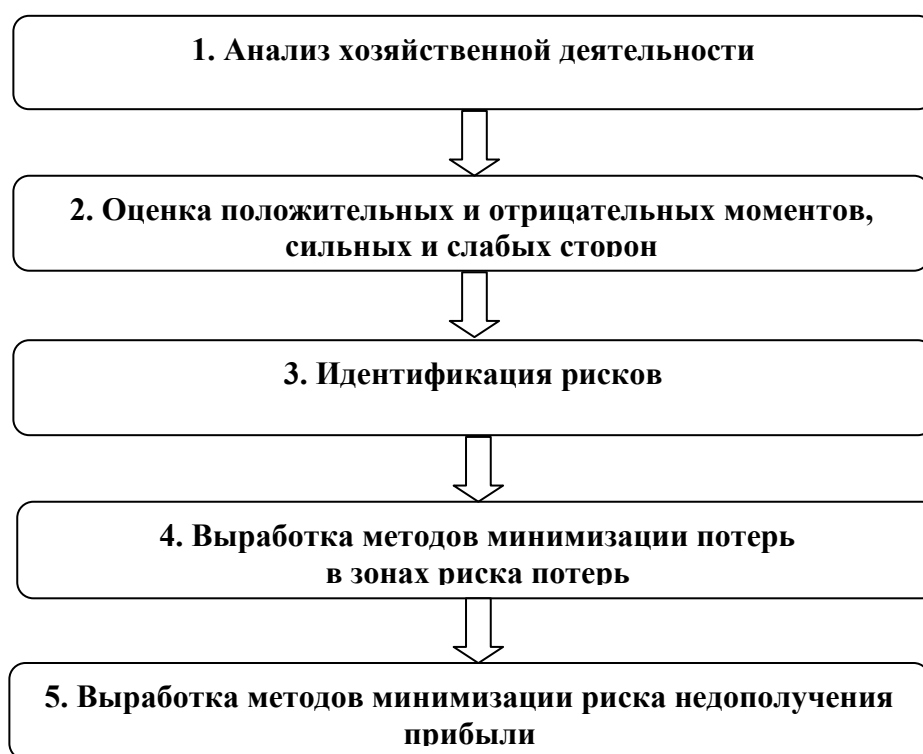 1. Анализ хозяйственной деятельности
2. Оценка положительных и отрицательных моментов,
сильных и слабых сторон
3. Идентификация рисков
4. Выработка методов минимизации потерь
в зонах риска потерь
5. Выработка методов минимизации риска недополучения
прибыли